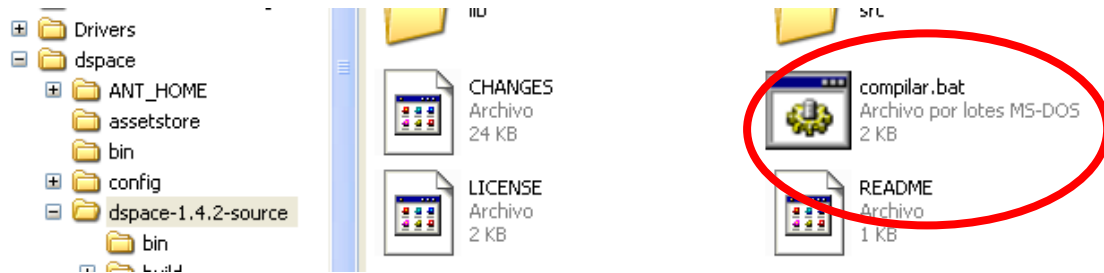 Drivers
dspace
ANT_HOME
assetstore
bin
config
dspace-1.4.2-source
bin
build
lib
src
CHANGES
Archivo
24 KB
compilar.bat
Archivo por lotes MS-DOS
2 KB
LICENSE
Archivo
2 KB
README
Archivo
1 KB